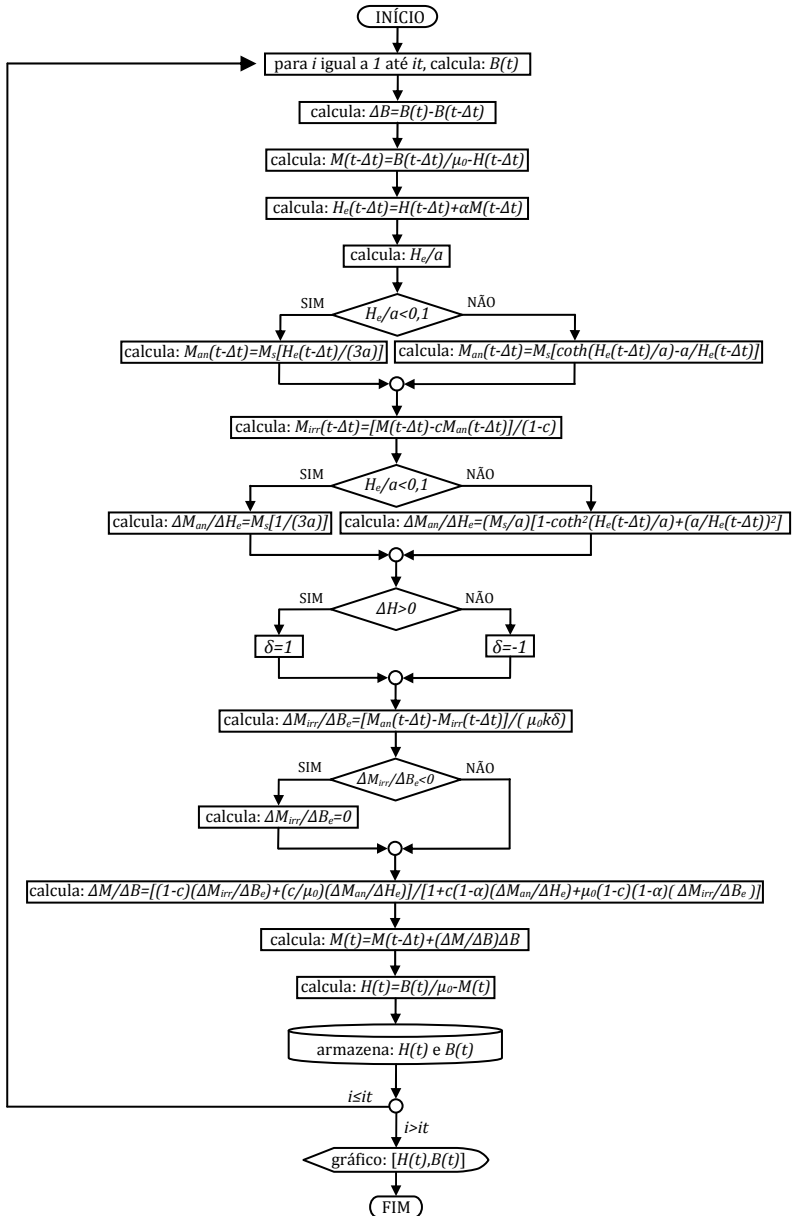 INÍCIO
para i igual a 1 até it, calcula: B(t)
calcula: ΔB=B(t)-B(t-Δt)
calcula: M(t-Δt)=B(t-Δt)/μ₀-H(t-Δt)
calcula: Hₑ(t-Δt)=H(t-Δt)+αM(t-Δt)
calcula: Hₑ/a
SIM
Hₑ/a<0,1
NÃO
calcula: Mₐₙ(t-Δt)=Mₛ[Hₑ(t-Δt)/(3a)]
calcula: Mₐₙ(t-Δt)=Mₛ[coth(Hₑ(t-Δt)/a)-a/Hₑ(t-Δt)]
calcula: Mᵢᵣᵣ(t-Δt)=[M(t-Δt)-cMₐₙ(t-Δt)]/(1-c)
SIM
Hₑ/a<0,1
NÃO
calcula: ΔMₐₙ/ΔHₑ=Mₛ[1/(3a)]
calcula: ΔMₐₙ/ΔHₑ=(Mₛ/a)[1-coth²(Hₑ(t-Δt)/a)+(a/Hₑ(t-Δt))²]
SIM
ΔH>0
NÃO
δ=1
δ=-1
calcula: ΔMᵢᵣᵣ/ΔBₑ=[Mₐₙ(t-Δt)-Mᵢᵣᵣ(t-Δt)]/( μ₀kδ)
SIM
ΔMᵢᵣᵣ/ΔBₑ<0
NÃO
calcula: ΔMᵢᵣᵣ/ΔBₑ=0
calcula: ΔM/ΔB=[(1-c)(ΔMᵢᵣᵣ/ΔBₑ)+(c/μ₀)(ΔMₐₙ/ΔHₑ)]/[1+c(1-α)(ΔMₐₙ/ΔHₑ)+μ₀(1-c)(1-α)( ΔMᵢᵣᵣ/ΔBₑ )]
calcula: M(t)=M(t-Δt)+(ΔM/ΔB)ΔB
calcula: H(t)=B(t)/μ₀-M(t)
armazena: H(t) e B(t)
i≤it
i>it
gráfico: [H(t),B(t)]
FIM